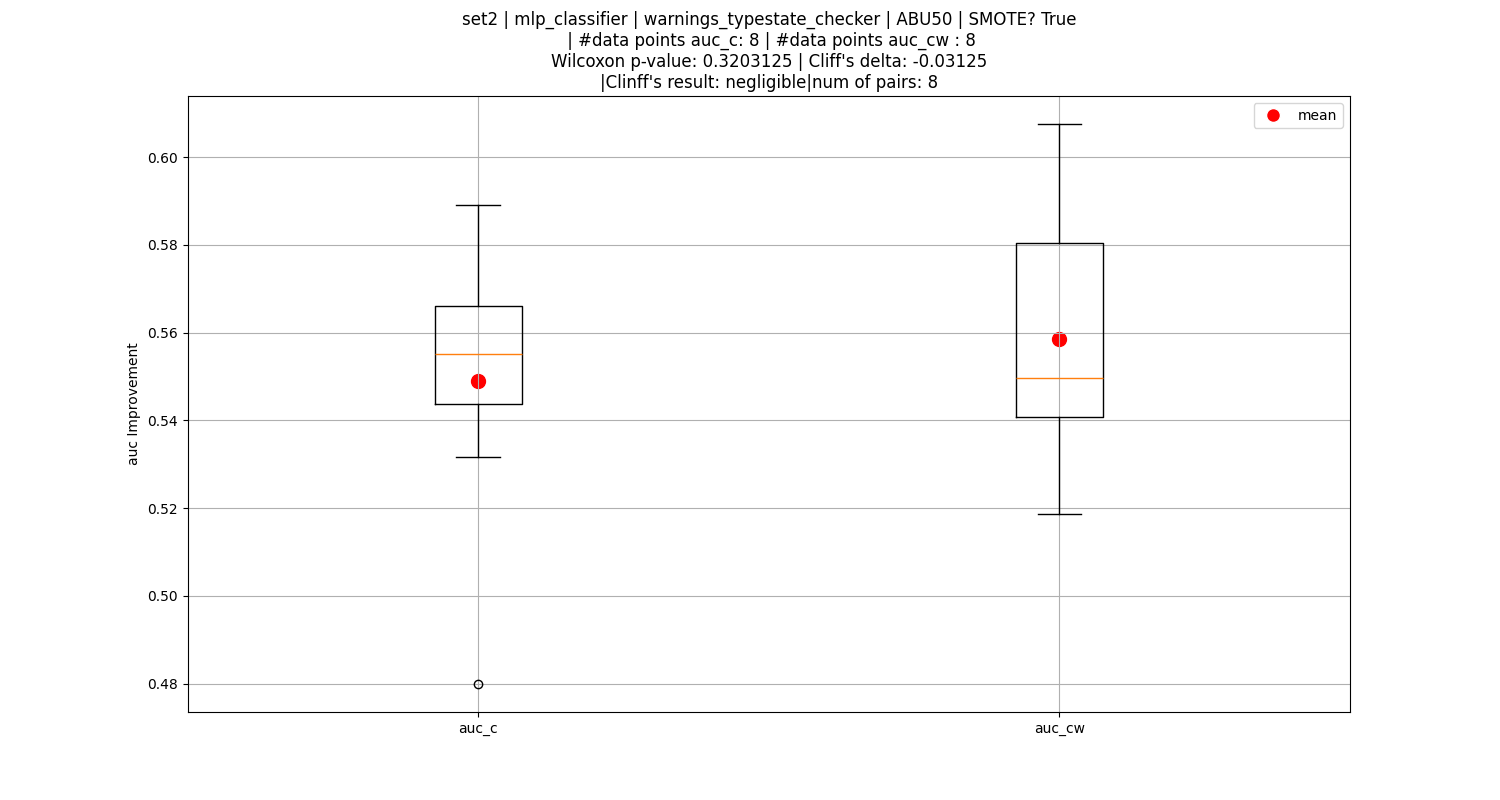 set2 | mlp_classifier | warnings_typestate_checker | ABU50 | SMOTE? True
| #data points auc_c: 8 | #data points auc_cw : 8
Wilcoxon p-value: 0.3203125 | Cliff's delta: -0.03125
|Clinff's result: negligible|num of pairs: 8
mean
0.60
0.58
0.56
0.54
0.52
0.50
0.48
auc Improvement
auc_c
auc_cw